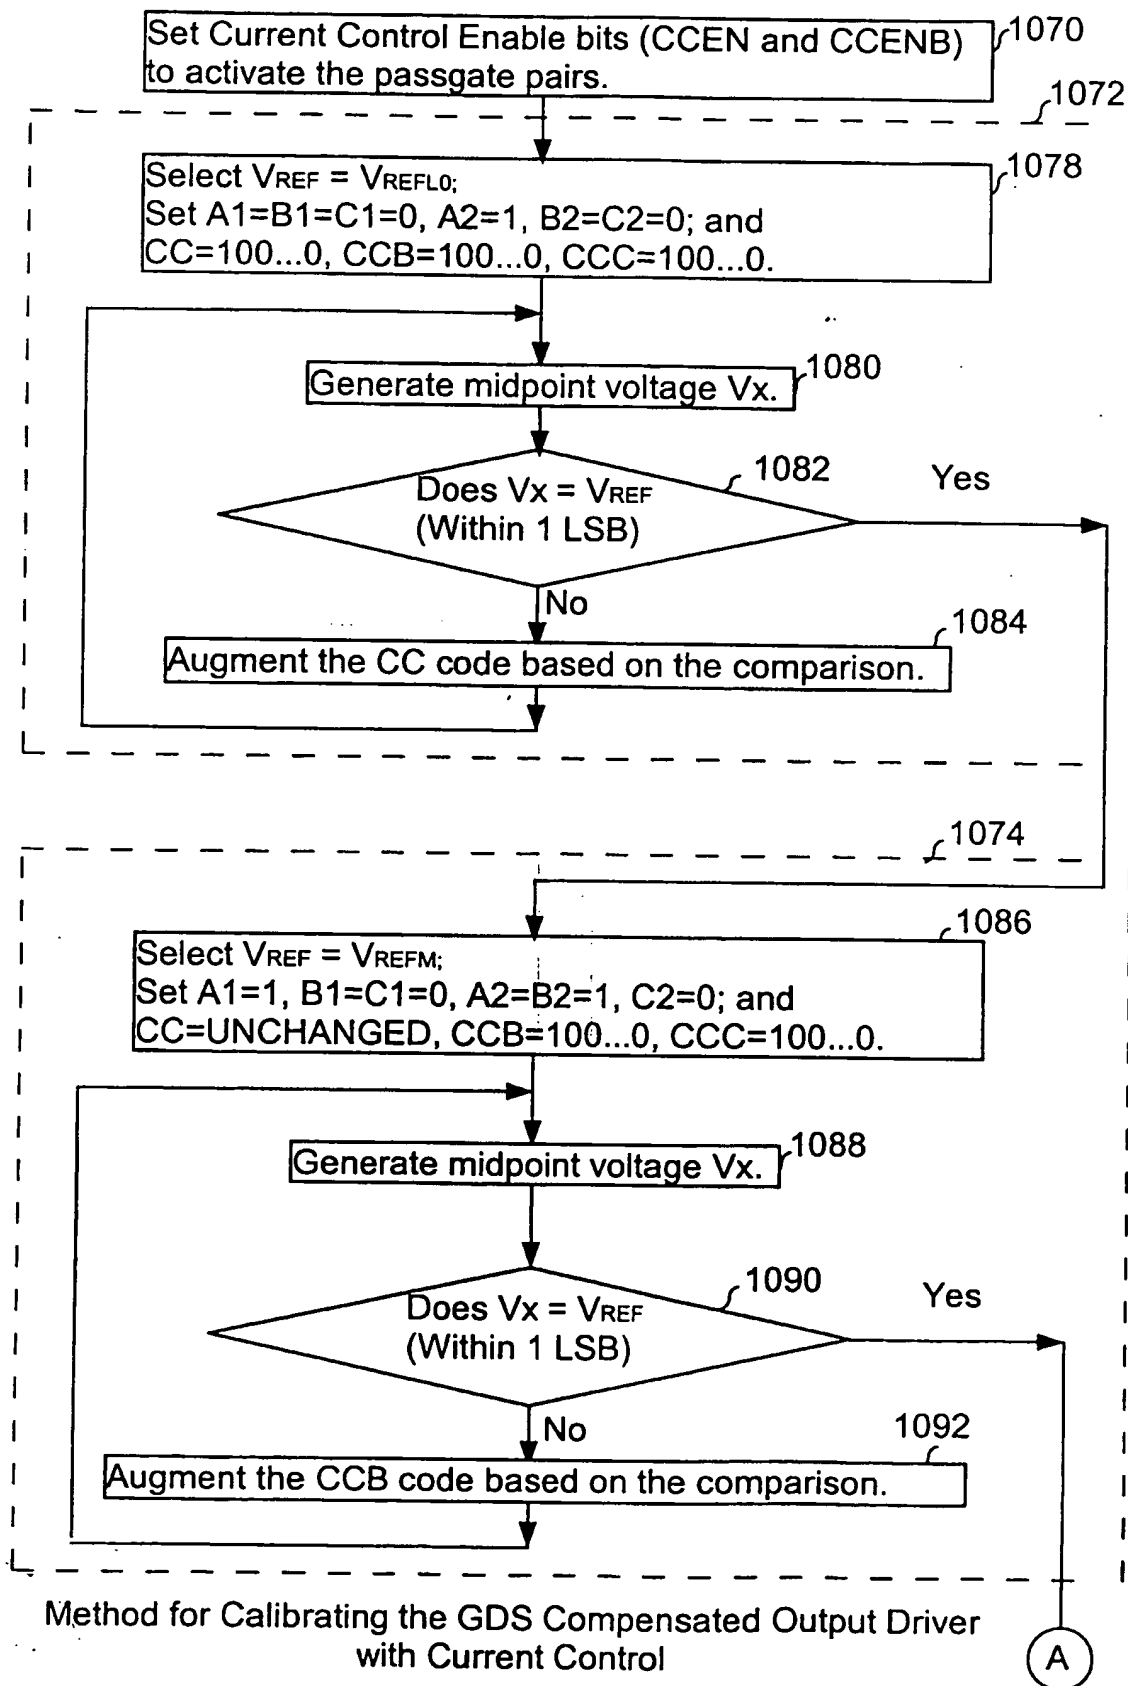 Set Current Control Enable bits (CCEN and CCENB)
to activate the passgate pairs.
1070
1072
Select VREF = VREFL0;
Set A1=B1=C1=0, A2=1, B2=C2=0; and
CC=100...0, CCB=100...0, CCC=100...0.
1078
Generate midpoint voltage Vx.
1080
Does Vx = VREF
(Within 1 LSB)
1082
Yes
No
1084
Augment the CC code based on the comparison.
1074
1086
Select VREF = VREFM;
Set A1=1, B1=C1=0, A2=B2=1, C2=0; and
CC=UNCHANGED, CCB=100...0, CCC=100...0.
Generate midpoint voltage Vx.
1088
Does Vx = VREF
(Within 1 LSB)
1090
Yes
No
1092
Augment the CCB code based on the comparison.
Method for Calibrating the GDS Compensated Output Driver
with Current Control
A